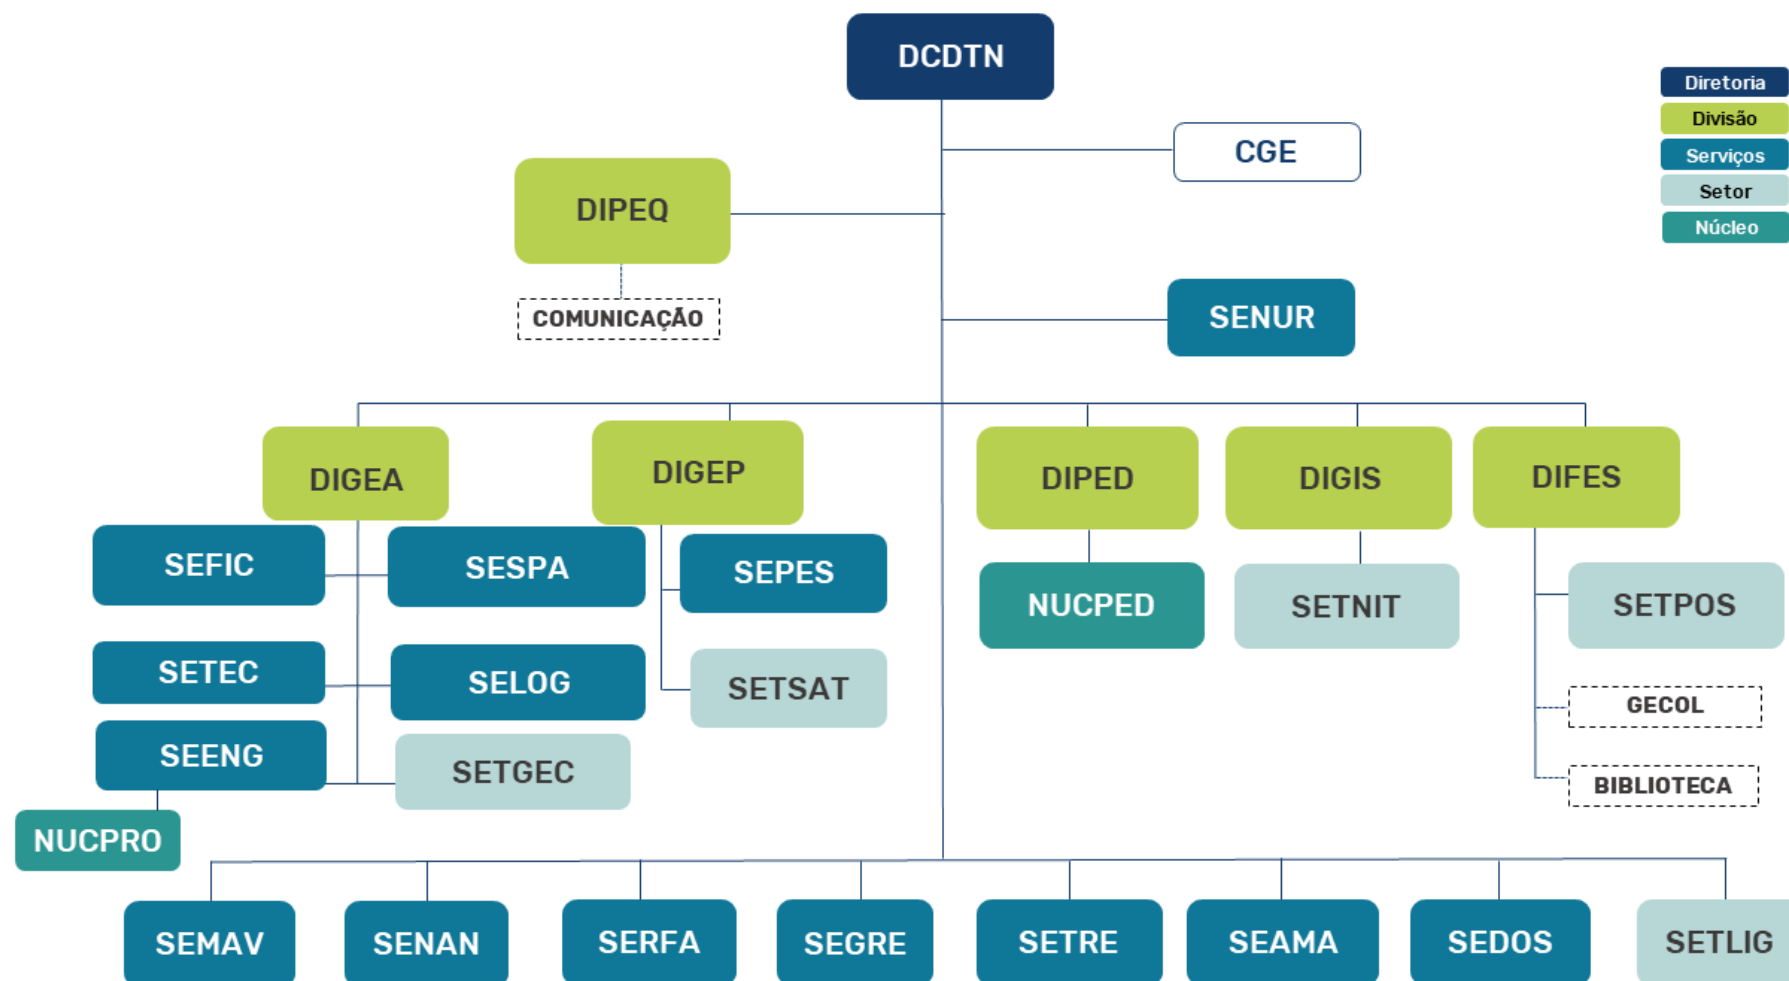 DCDTN
Diretoria
Divisão
Serviços
Setor
Núcleo
CGE
DIPEQ
COMUNICAÇÃO
SENUR
DIGEA
DIGEP
DIPED
DIGIS
DIFES
SEFIC
SESPA
SEPES
NUCPED
SETNIT
SETPOS
SETEC
SELOG
SETSAT
GECOL
SEENG
SETGEC
BIBLIOTECA
NUCPRO
SEMAV
SENAN
SERFA
SEGRE
SETRE
SEAMA
SEDOS
SETLIG